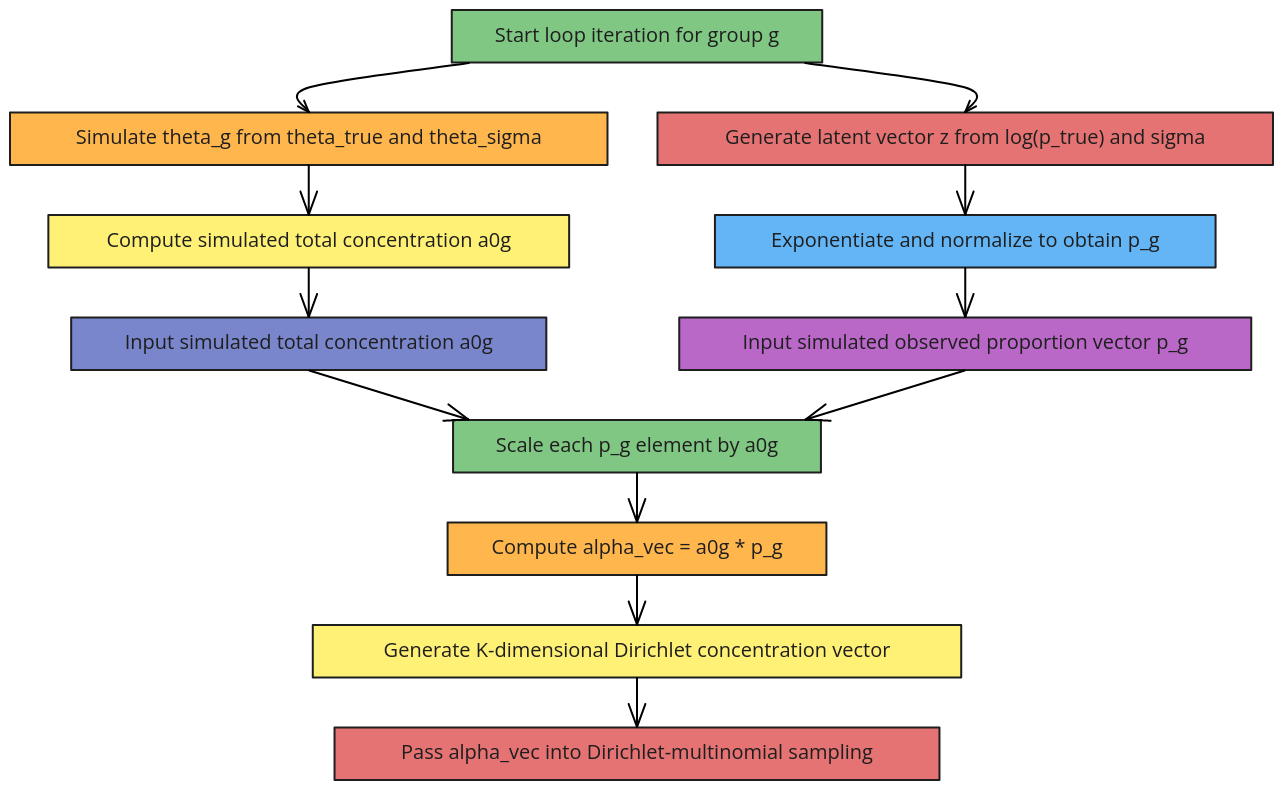 Start loop iteration for group g
Simulate theta_g from theta_true and theta_sigma
Generate latent vector z from log(p_true) and sigma
Compute simulated total concentration a0g
Exponentiate and normalize to obtain p_g
Input simulated total concentration a0g
Input simulated observed proportion vector p_g
Scale each p_g element by a0g
Compute alpha_vec = a0g * p_g
Generate K-dimensional Dirichlet concentration vector
Pass alpha_vec into Dirichlet-multinomial sampling